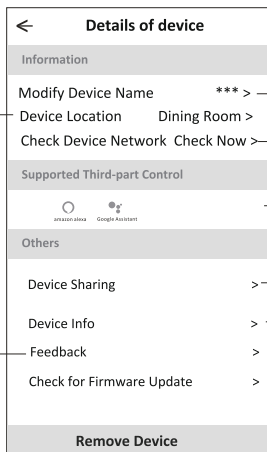 Details of device
Information
Modify Device Name *** >
Device Location Dining Room >
Check Device Network Check Now >
Supported Third-part Control
amazon alexa Google Assistant
Others
Device Sharing >
Device Info >
Feedback >
Check for Firmware Update >
Remove Device